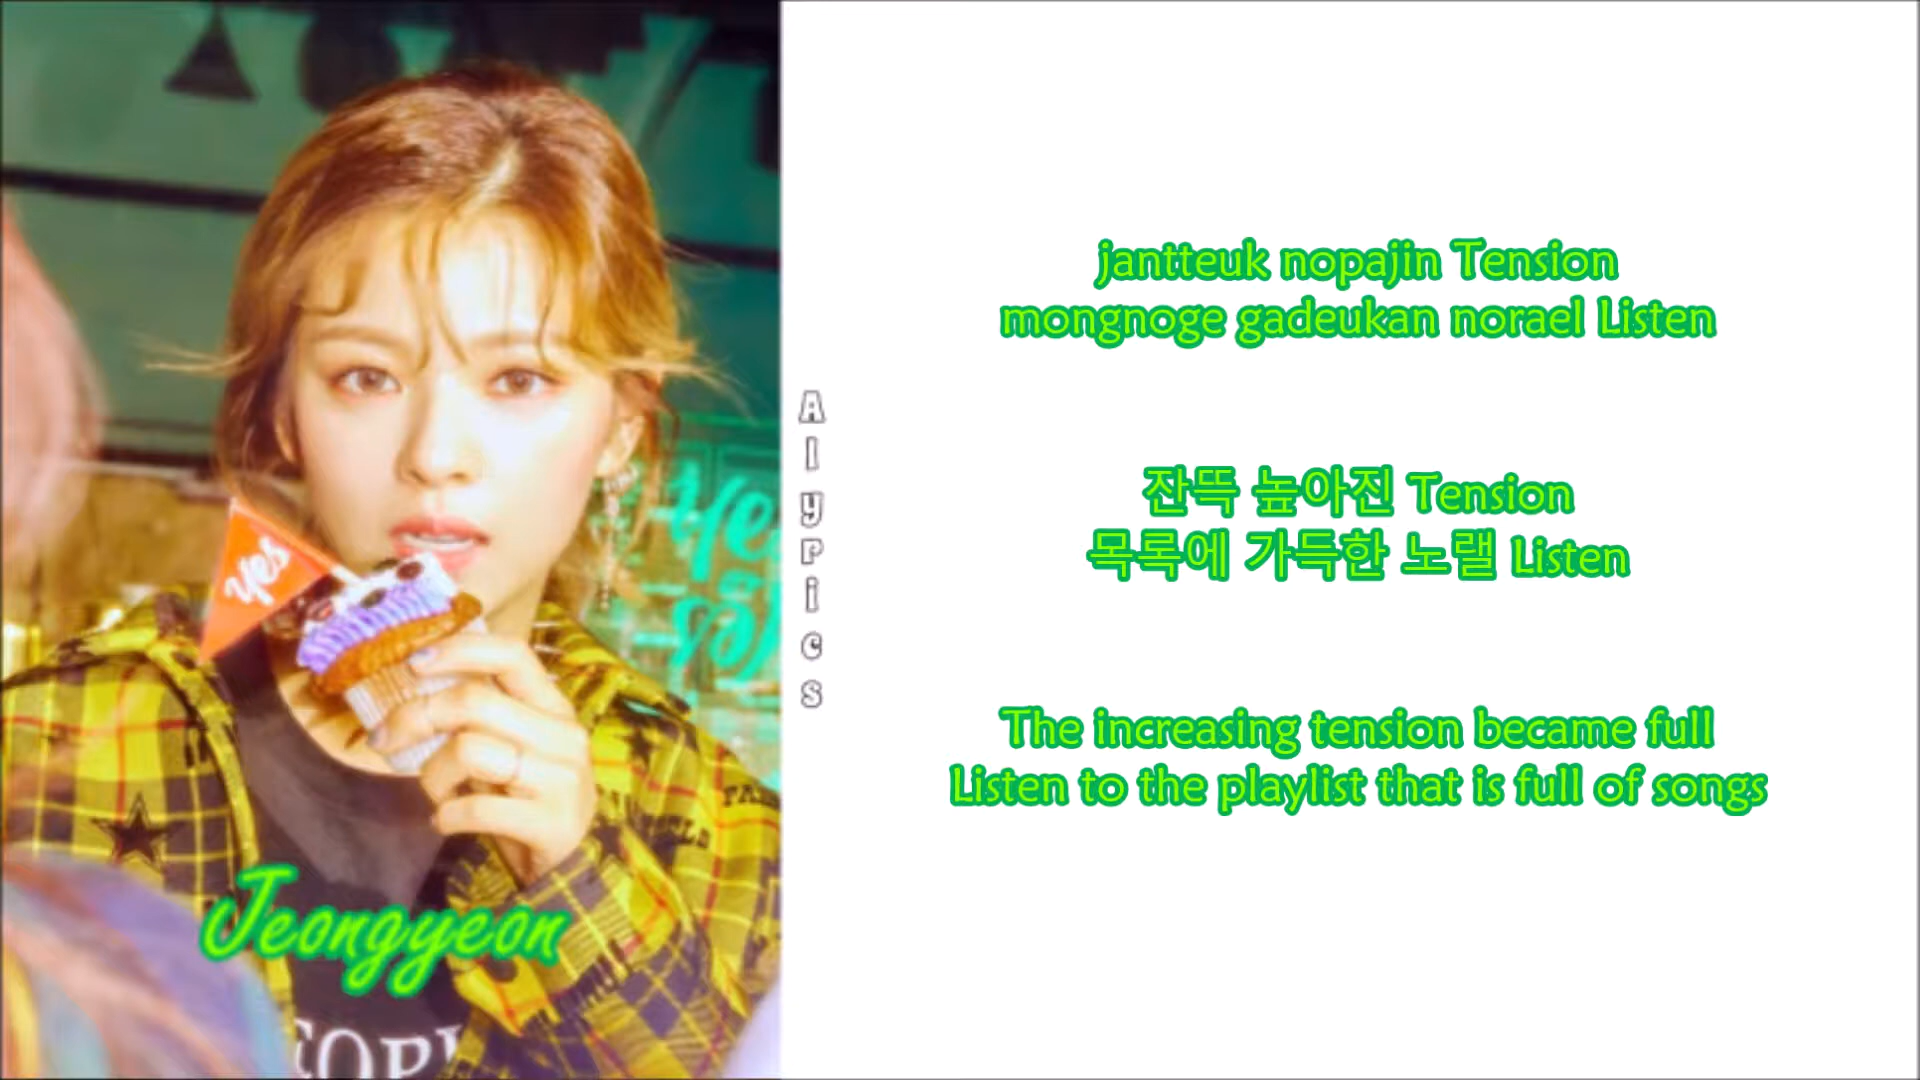 yes
Jeongyeon
AlyPics
jantteuk nopajin Tension
mongnoge gadeukan norael Listen
잔뜩 높아진 Tension
목록에 가득한 노랠 Listen
The increasing tension became full
Listen to the playlist that is full of songs